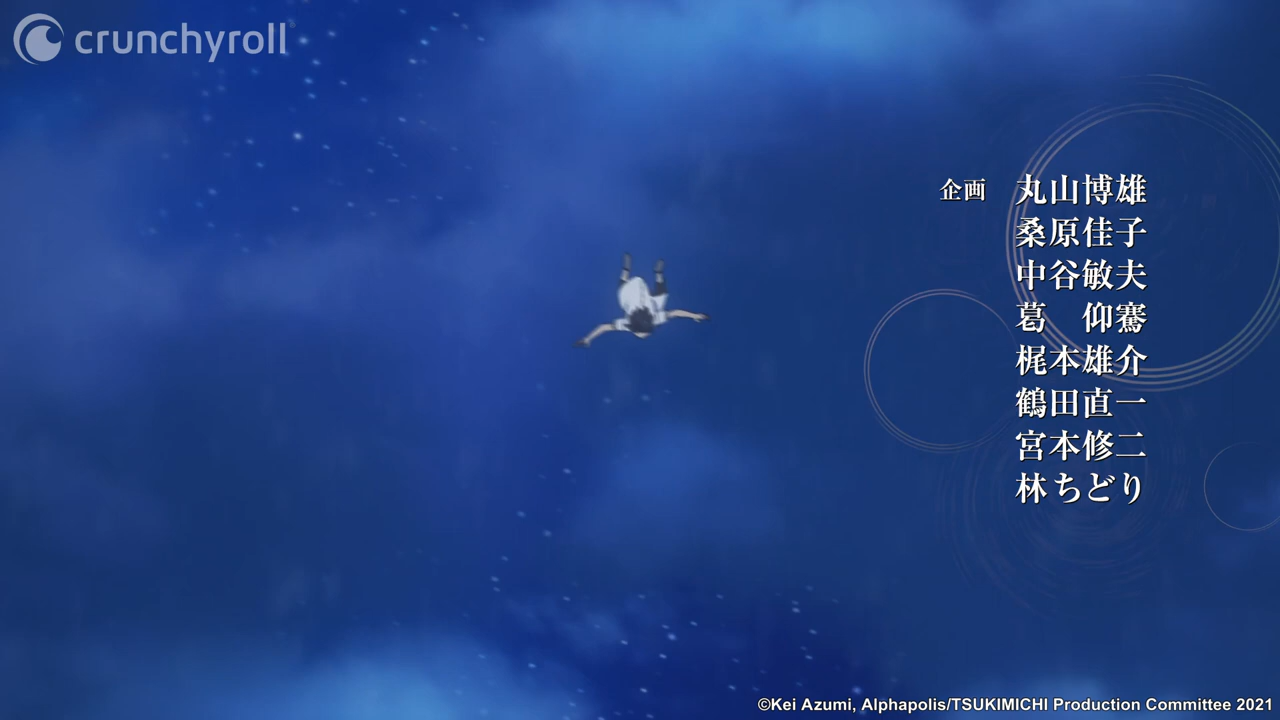 crunchyroll
企画 丸山博雄
桑原佳子
中谷敏夫
葛 仰騫
梶本雄介
鶴田直一
宮本修二
林ちどり
©Kei Azumi, Alphapolis/TSUKIMICHI Production Committee 2021